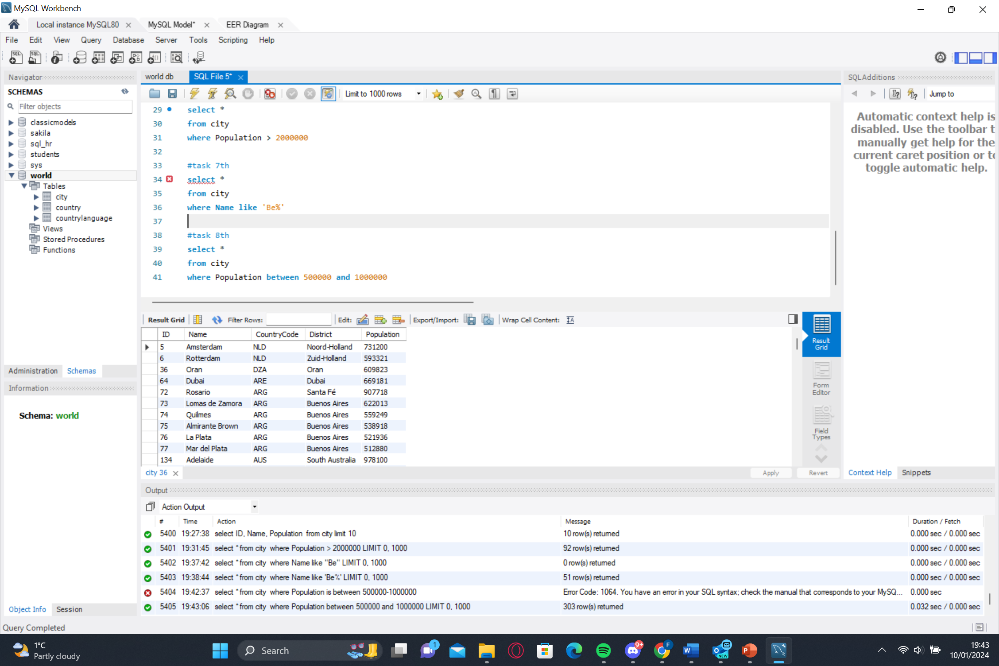 MySQL Workbench
Local instance MySQL80
MySQL Model*
EER Diagram
File Edit View Query Database Server Tools Scripting Help
Navigator
SCHEMAS
Filter objects
classicmodels
sakila
sql_hr
students
sys
world
Tables
city
country
countrylanguage
Views
Stored Procedures
Functions
Administration Schemas
Information
Schema: world
Object Info Session
world db
SQL File 5*
Limit to 1000 rows
29 select *
30 from city
31 where Population > 2000000
32
33 #task 7th
34 select *
35 from city
36 where Name like 'Be%'
37
38 #task 8th
39 select *
40 from city
41 where Population between 500000 and 1000000
Result Grid Filter Rows: Edit: Export/Import: Wrap Cell Content:
ID Name CountryCode District Population
5 Amsterdam NLD Noord-Holland 731200
6 Rotterdam NLD Zuid-Holland 593321
36 Oran DZA Oran 609823
64 Dubai ARE Dubai 669181
72 Rosario ARG Santa Fé 907718
73 Lomas de Zamora ARG Buenos Aires 622013
74 Quilmes ARG Buenos Aires 559249
75 Almirante Brown ARG Buenos Aires 538918
76 La Plata ARG Buenos Aires 521936
77 Mar del Plata ARG Buenos Aires 512880
134 Adelaide AUS South Australia 978100
city 36
Apply Revert
Result
Grid
Form
Editor
Field
Types
SQLAdditions
Jump to
Automatic context help is
disabled. Use the toolbar t
manually get help for the
current caret position or to
toggle automatic help.
Context Help Snippets
Output
Action Output
# Time Action Message Duration / Fetch
5400 19:27:38 select ID, Name, Population from city limit 10 10 row(s) returned 0.000 sec / 0.000 sec
5401 19:31:45 select * from city where Population > 2000000 LIMIT 0, 1000 92 row(s) returned 0.000 sec / 0.000 sec
5402 19:37:42 select * from city where Name like "Be" LIMIT 0, 1000 0 row(s) returned 0.000 sec / 0.000 sec
5403 19:38:44 select * from city where Name like 'Be%' LIMIT 0, 1000 51 row(s) returned 0.000 sec / 0.000 sec
5404 19:42:37 select * from city where Population is between 500000-1000000 Error Code: 1064. You have an error in your SQL syntax; check the manual that corresponds to your MySQ... 0.000 sec
5405 19:43:06 select * from city where Population between 500000 and 1000000 LIMIT 0, 1000 303 row(s) returned 0.032 sec / 0.000 sec
Query Completed
1°C
Partly cloudy
Search
1
9+
F
NEW
19:43
10/01/2024